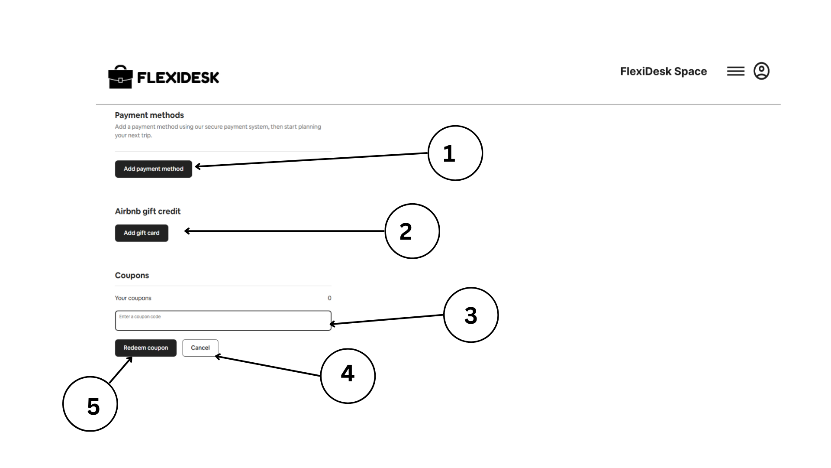 FLEXIDESK
FlexiDesk Space
Payment methods
Add a payment method using our secure payment system, then start planning
your next trip.
Add payment method
1
Airbnb gift credit
Add gift card
2
Coupons
Your coupons 0
Enter a coupon code
3
Redeem coupon Cancel
4
5